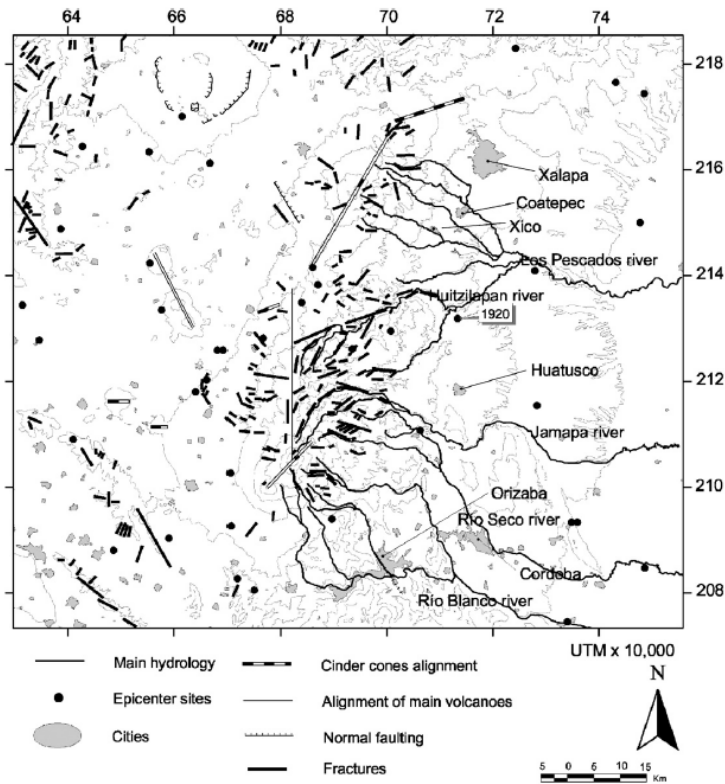 64 66 68 70 72 74
218
216
Xalapa
Coatepec
Xico
214
Los Pescados river
Huitzilapan river
1920
212
Huatusco
Jamapa river
210
Orizaba
Río Seco river
208
Cordoba
Río Blanco river
UTM x 10,000
Main hydrology
Epicenter sites
Cities
Cinder cones alignment
Alignment of main volcanoes
Normal faulting
Fractures
N
5 0 5 10 15
Km